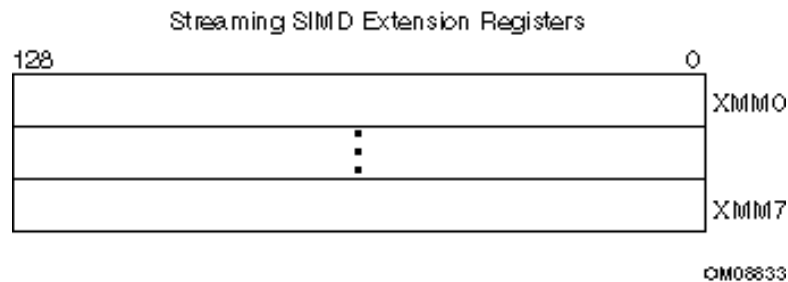 Streaming SIMD Extension Registers
128 0
XMM0
XMM7
OM08833